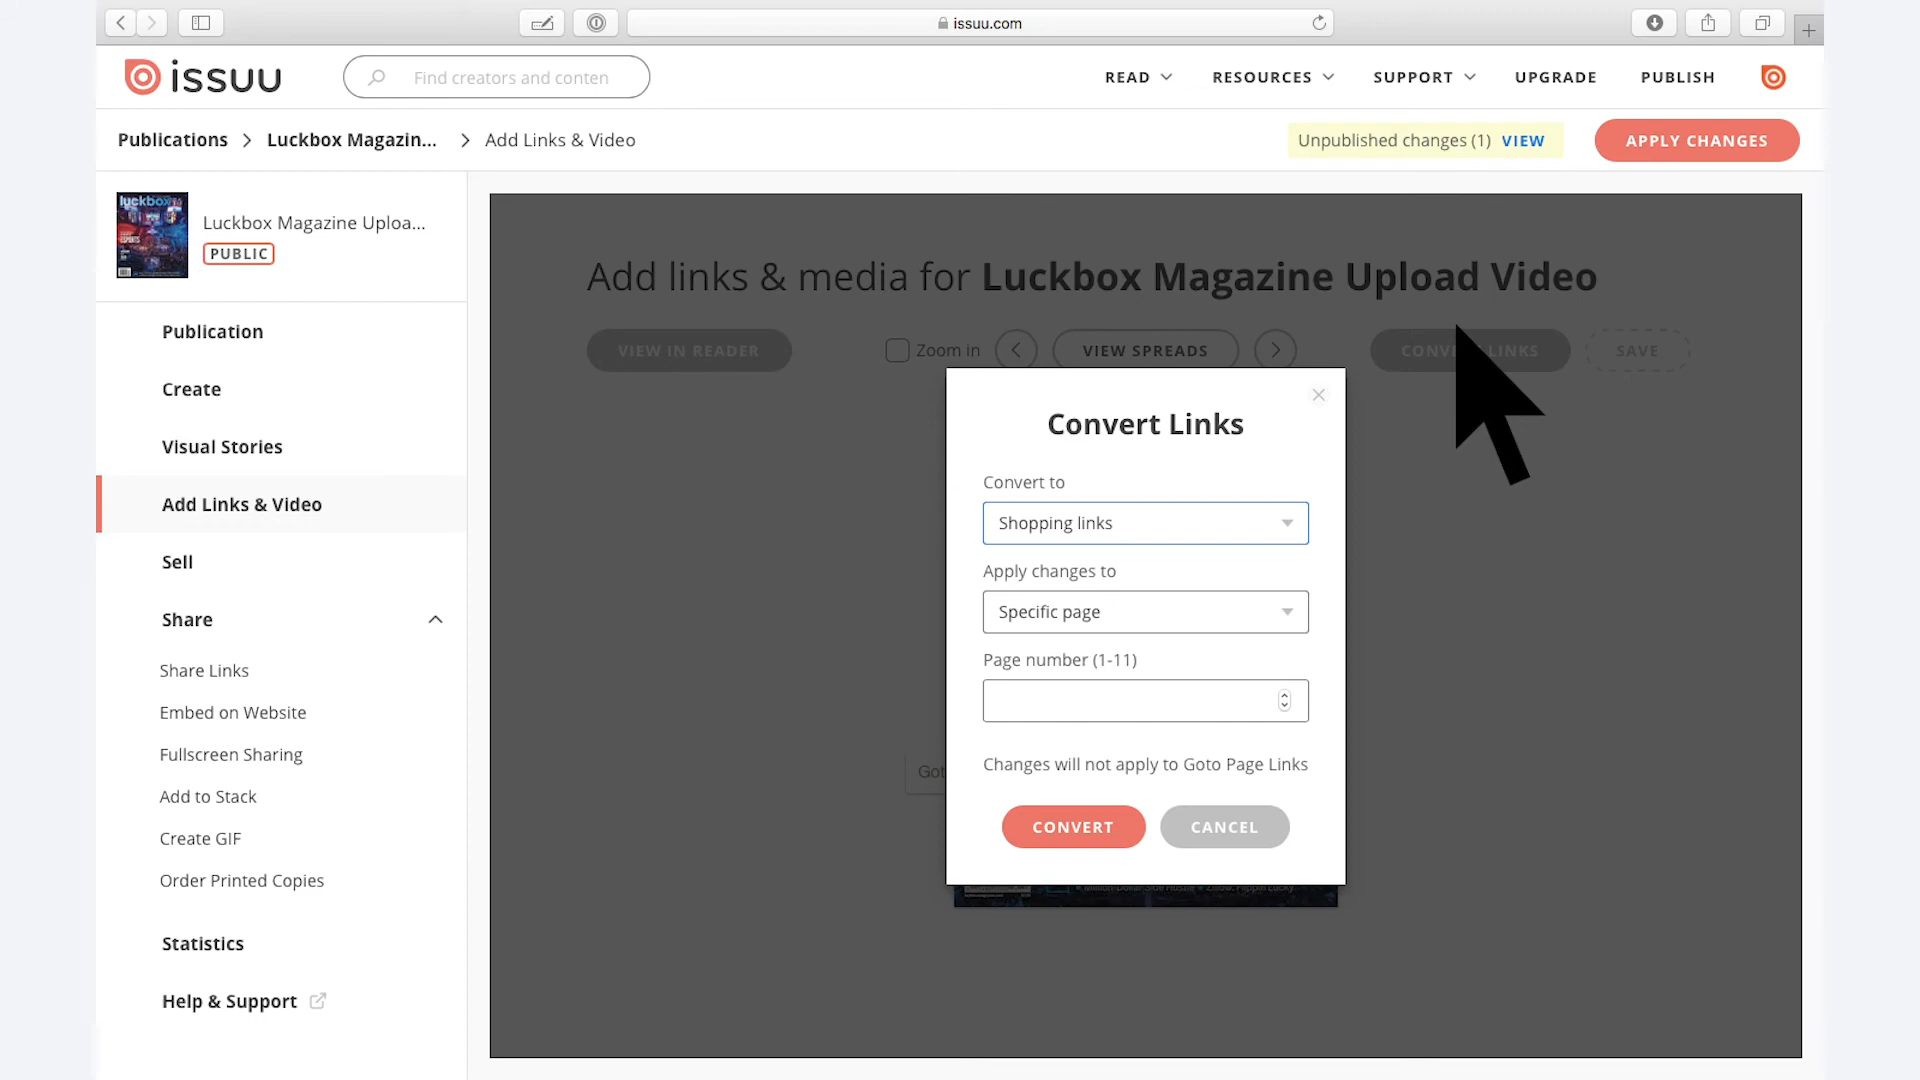 issuu.com
issuu
Find creators and conten
READ
RESOURCES
SUPPORT
UPGRADE
PUBLISH
Publications > Luckbox Magazin... > Add Links & Video
Unpublished changes (1) VIEW
APPLY CHANGES
luckbox
Luckbox Magazine Uploa...
PUBLIC
Publication
Create
Visual Stories
Add Links & Video
Sell
Share
Share Links
Embed on Website
Fullscreen Sharing
Add to Stack
Create GIF
Order Printed Copies
Statistics
Help & Support
Add links & media for Luckbox Magazine Upload Video
VIEW IN READER
Zoom in
VIEW SPREADS
CONV LINKS
SAVE
Convert Links
Convert to
Shopping links
Apply changes to
Specific page
Page number (1-11)
Got
Changes will not apply to Goto Page Links
CONVERT
CANCEL